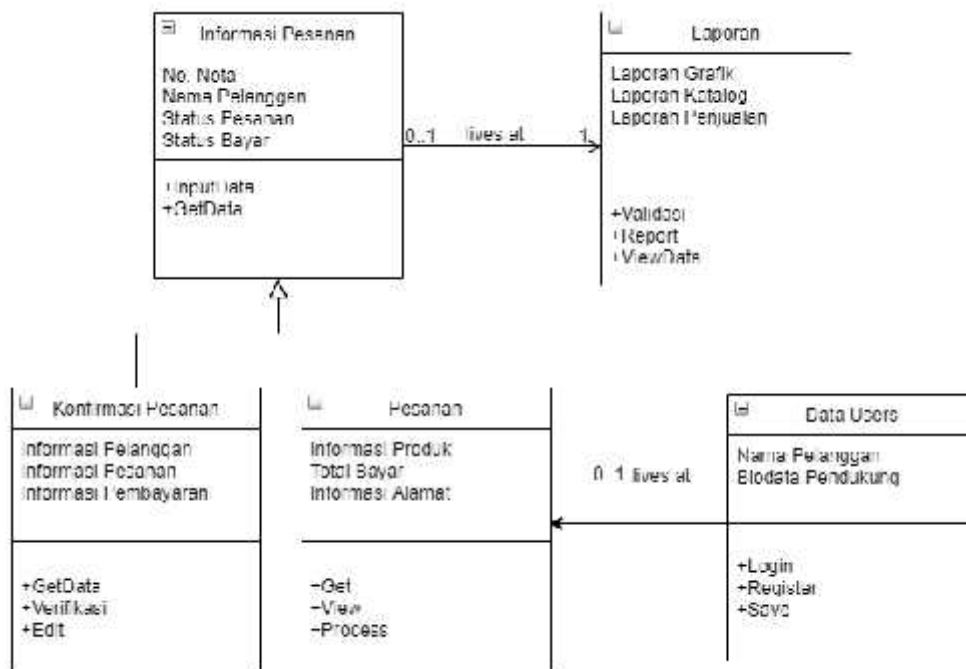 Informasi Pesanan
No. Nota
Nama Pelanggan
Status Pesanan
Status Bayar
+InputData
+GetData
0..1 lives at 1
Laporan
Laporan Grafik
Laporan Katalog
Laporan Penjualan
+Validasi
+Report
+ViewData
Konfirmasi Pesanan
Informasi Pelanggan
Informasi Pesanan
Informasi Pembayaran
+GetData
+Verifikasi
+Edit
Pesanan
Informasi Produk
Total Bayar
Informasi Alamat
+Get
+View
+Process
0..1 lives at
Data Users
Nama Pelanggan
Biodata Pendukung
+Login
+Register
+Save